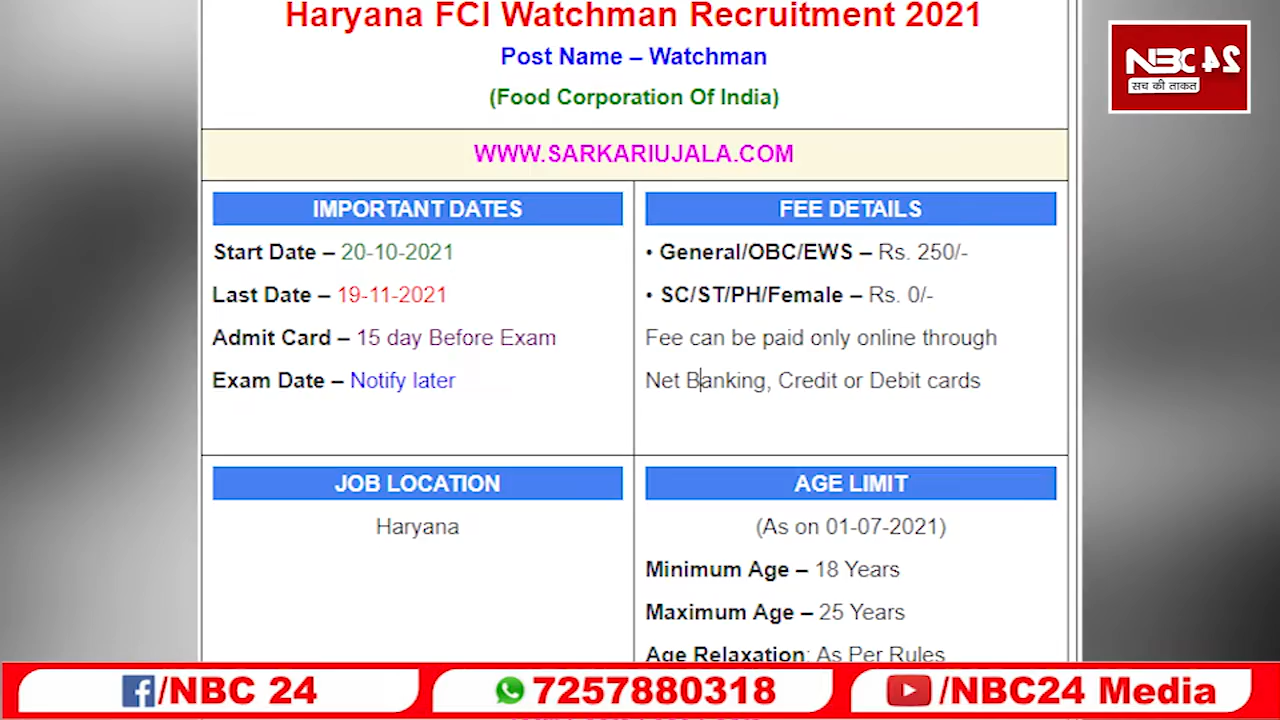 Haryana FCI Watchman Recruitment 2021
Post Name – Watchman
(Food Corporation Of India)
NBC 24
सच की ताकत
WWW.SARKARIUJALA.COM
IMPORTANT DATES
Start Date – 20-10-2021
Last Date – 19-11-2021
Admit Card – 15 day Before Exam
Exam Date – Notify later
FEE DETAILS
• General/OBC/EWS – Rs. 250/-
• SC/ST/PH/Female – Rs. 0/-
Fee can be paid only online through
Net Banking, Credit or Debit cards
JOB LOCATION
Haryana
AGE LIMIT
(As on 01-07-2021)
Minimum Age – 18 Years
Maximum Age – 25 Years
Age Relaxation: As Per Rules
/NBC 24
7257880318
/NBC24 Media